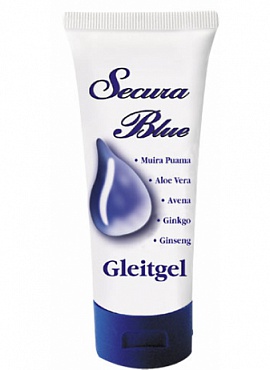 Secura
Blue
• Muira Puama
• Aloe Vera
• Avena
• Ginkgo
• Ginseng
Gleitgel